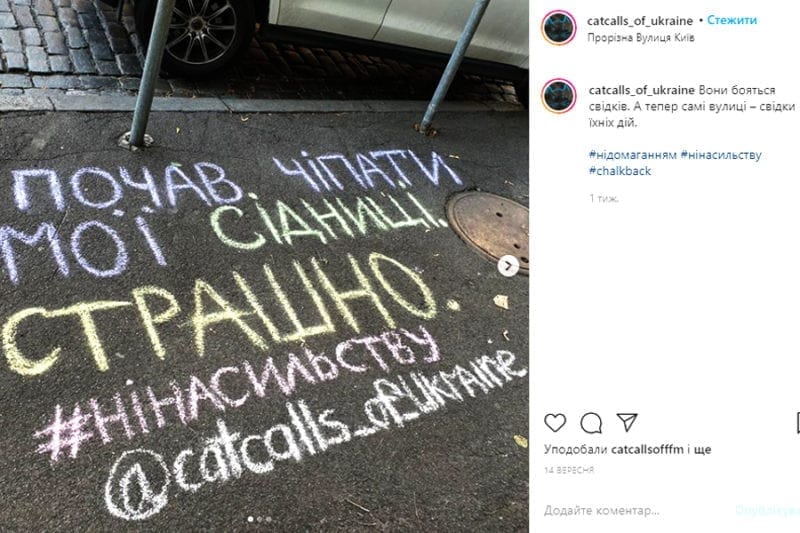 ПОЧАВ ЧІПАТИ
МОЇ СІДНИЦІ.
СТРАШНО.
#НІНАСИЛЬСТВУ
@catcalls_of_UKRAINE
catcalls_of_ukraine • Стежити
Прорізна Вулиця Київ
catcalls_of_ukraine Вони бояться
свідків. А тепер самі вулиці – свідки
їхніх дій.
#нідомаганням #нінасильству
#chalkback
1 тиж.
Уподобали catcallsofffm і ще
14 ВЕРЕСНЯ
Додайте коментар...